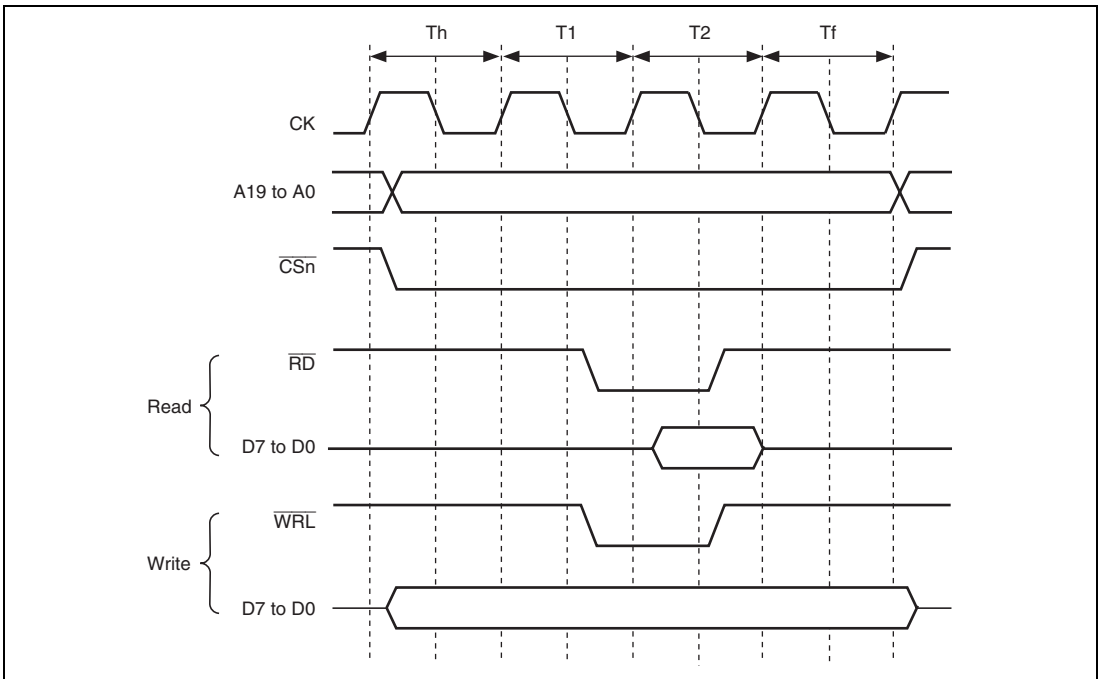 Th T1 T2 Tf
CK
A19 to A0
CSn
RD
Read
D7 to D0
WRL
Write
D7 to D0